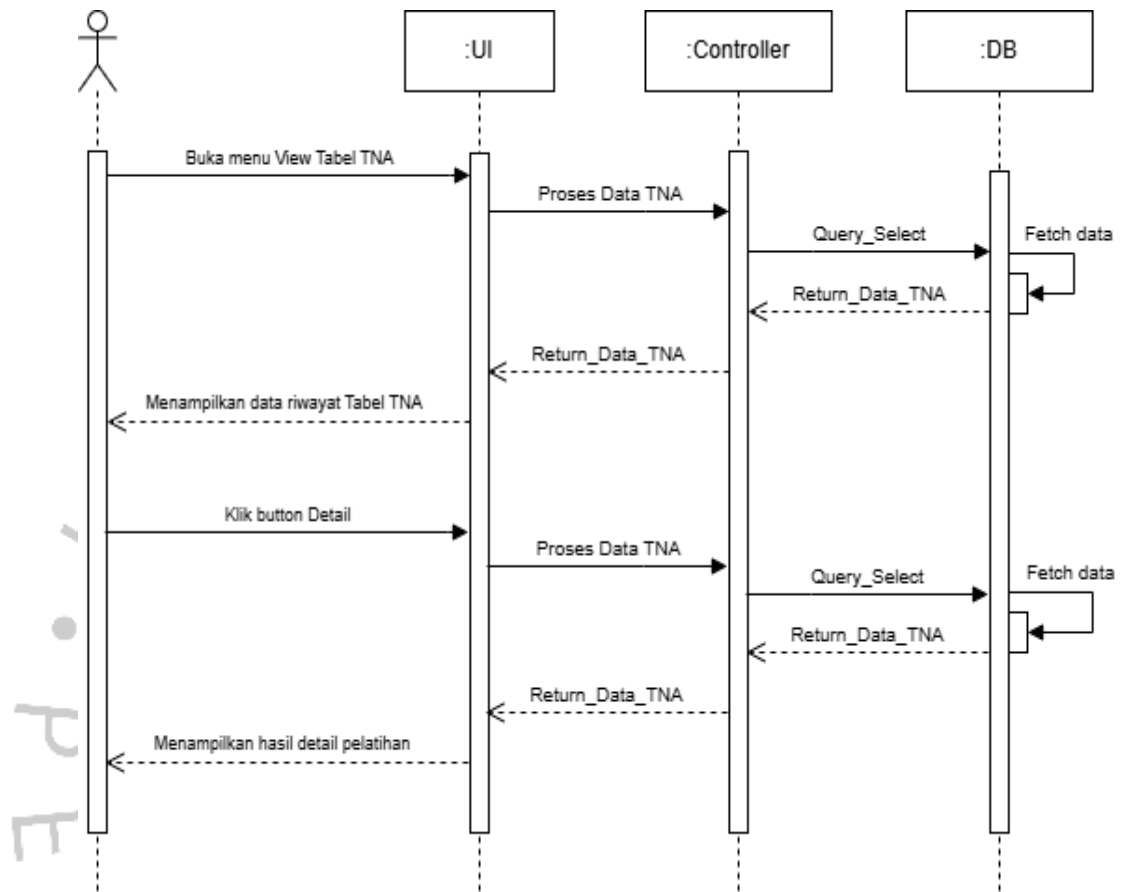 :UI
:Controller
:DB
Buka menu View Tabel TNA
Proses Data TNA
Query_Select
Fetch data
Return_Data_TNA
Return_Data_TNA
Menampilkan data riwayat Tabel TNA
Klik button Detail
Proses Data TNA
Query_Select
Fetch data
Return_Data_TNA
Return_Data_TNA
Menampilkan hasil detail pelatihan